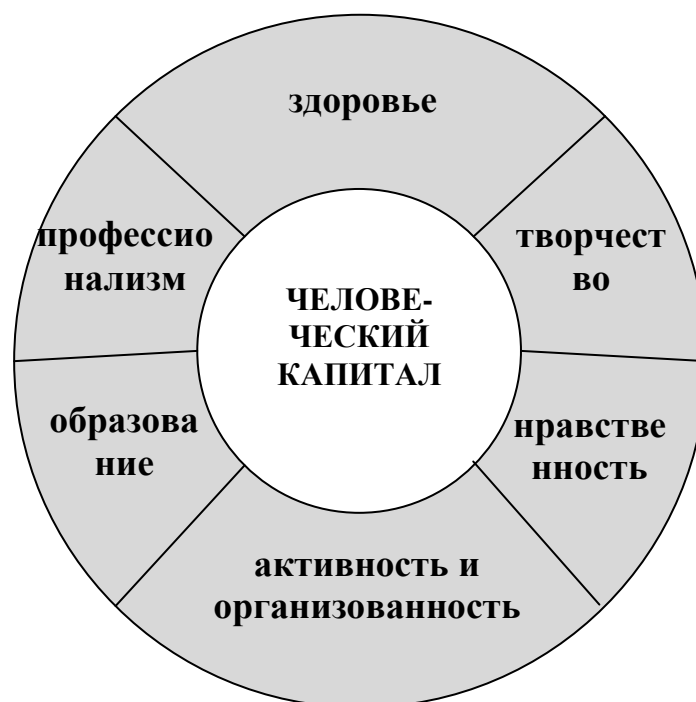 здоровье
профессио
нализм
творчест
во
ЧЕЛОВЕ-
ЧЕСКИЙ
КАПИТАЛ
образова
ние
нравстве
нность
активность и
организованность